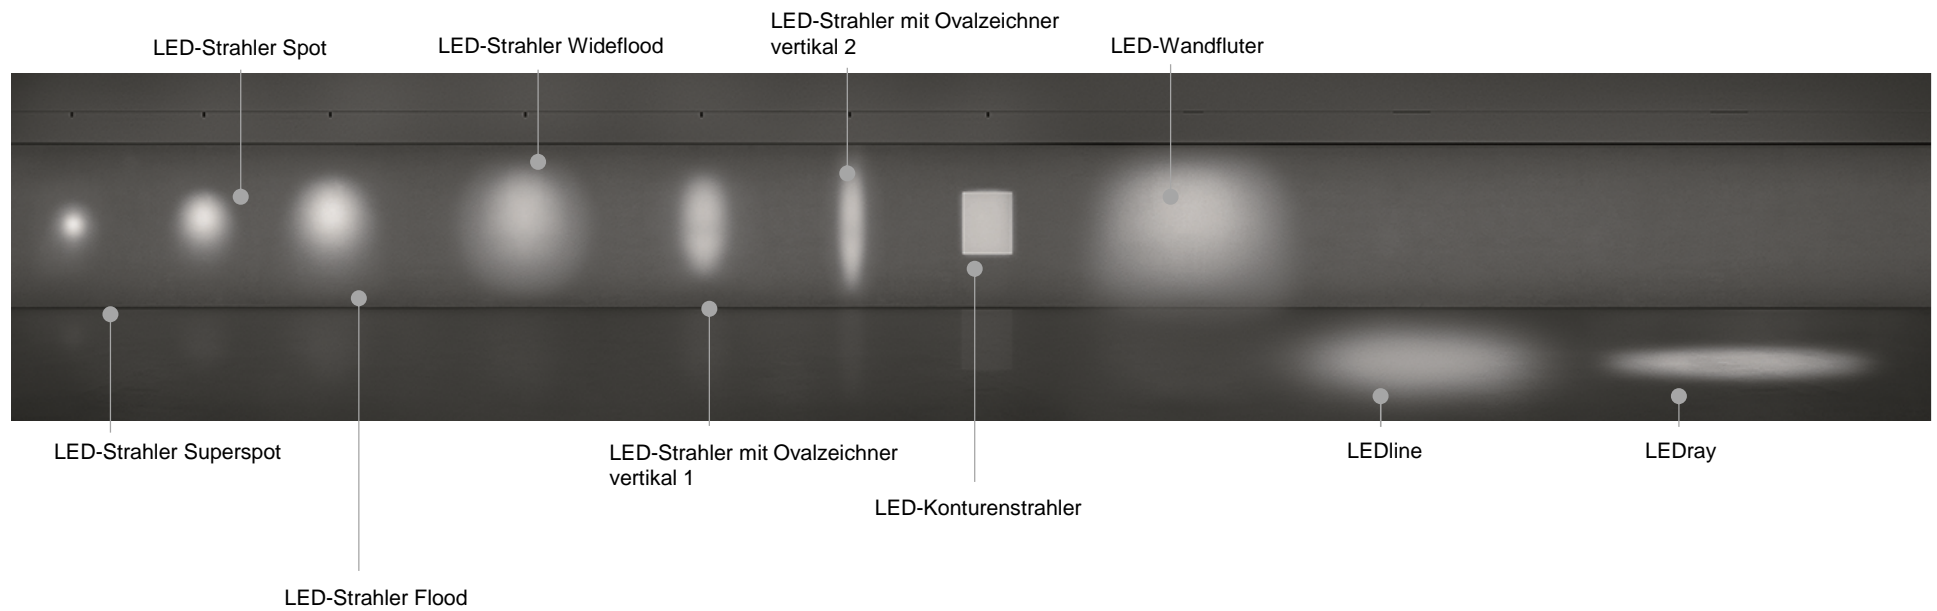 LED-Strahler Spot
LED-Strahler Wideflood
LED-Strahler mit Ovalzeichner
vertikal 2
LED-Wandfluter
LED-Strahler Superspot
LED-Strahler mit Ovalzeichner
vertikal 1
LEDline
LEDray
LED-Konturenstrahler
LED-Strahler Flood